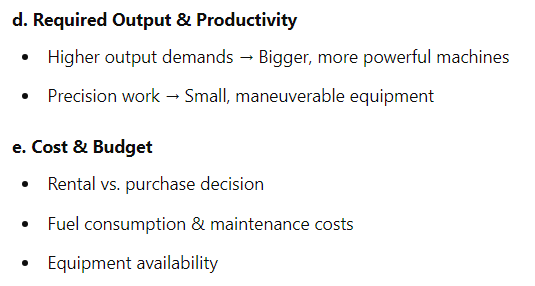 d. Required Output & Productivity
• Higher output demands → Bigger, more powerful machines
• Precision work → Small, maneuverable equipment
e. Cost & Budget
• Rental vs. purchase decision
• Fuel consumption & maintenance costs
• Equipment availability